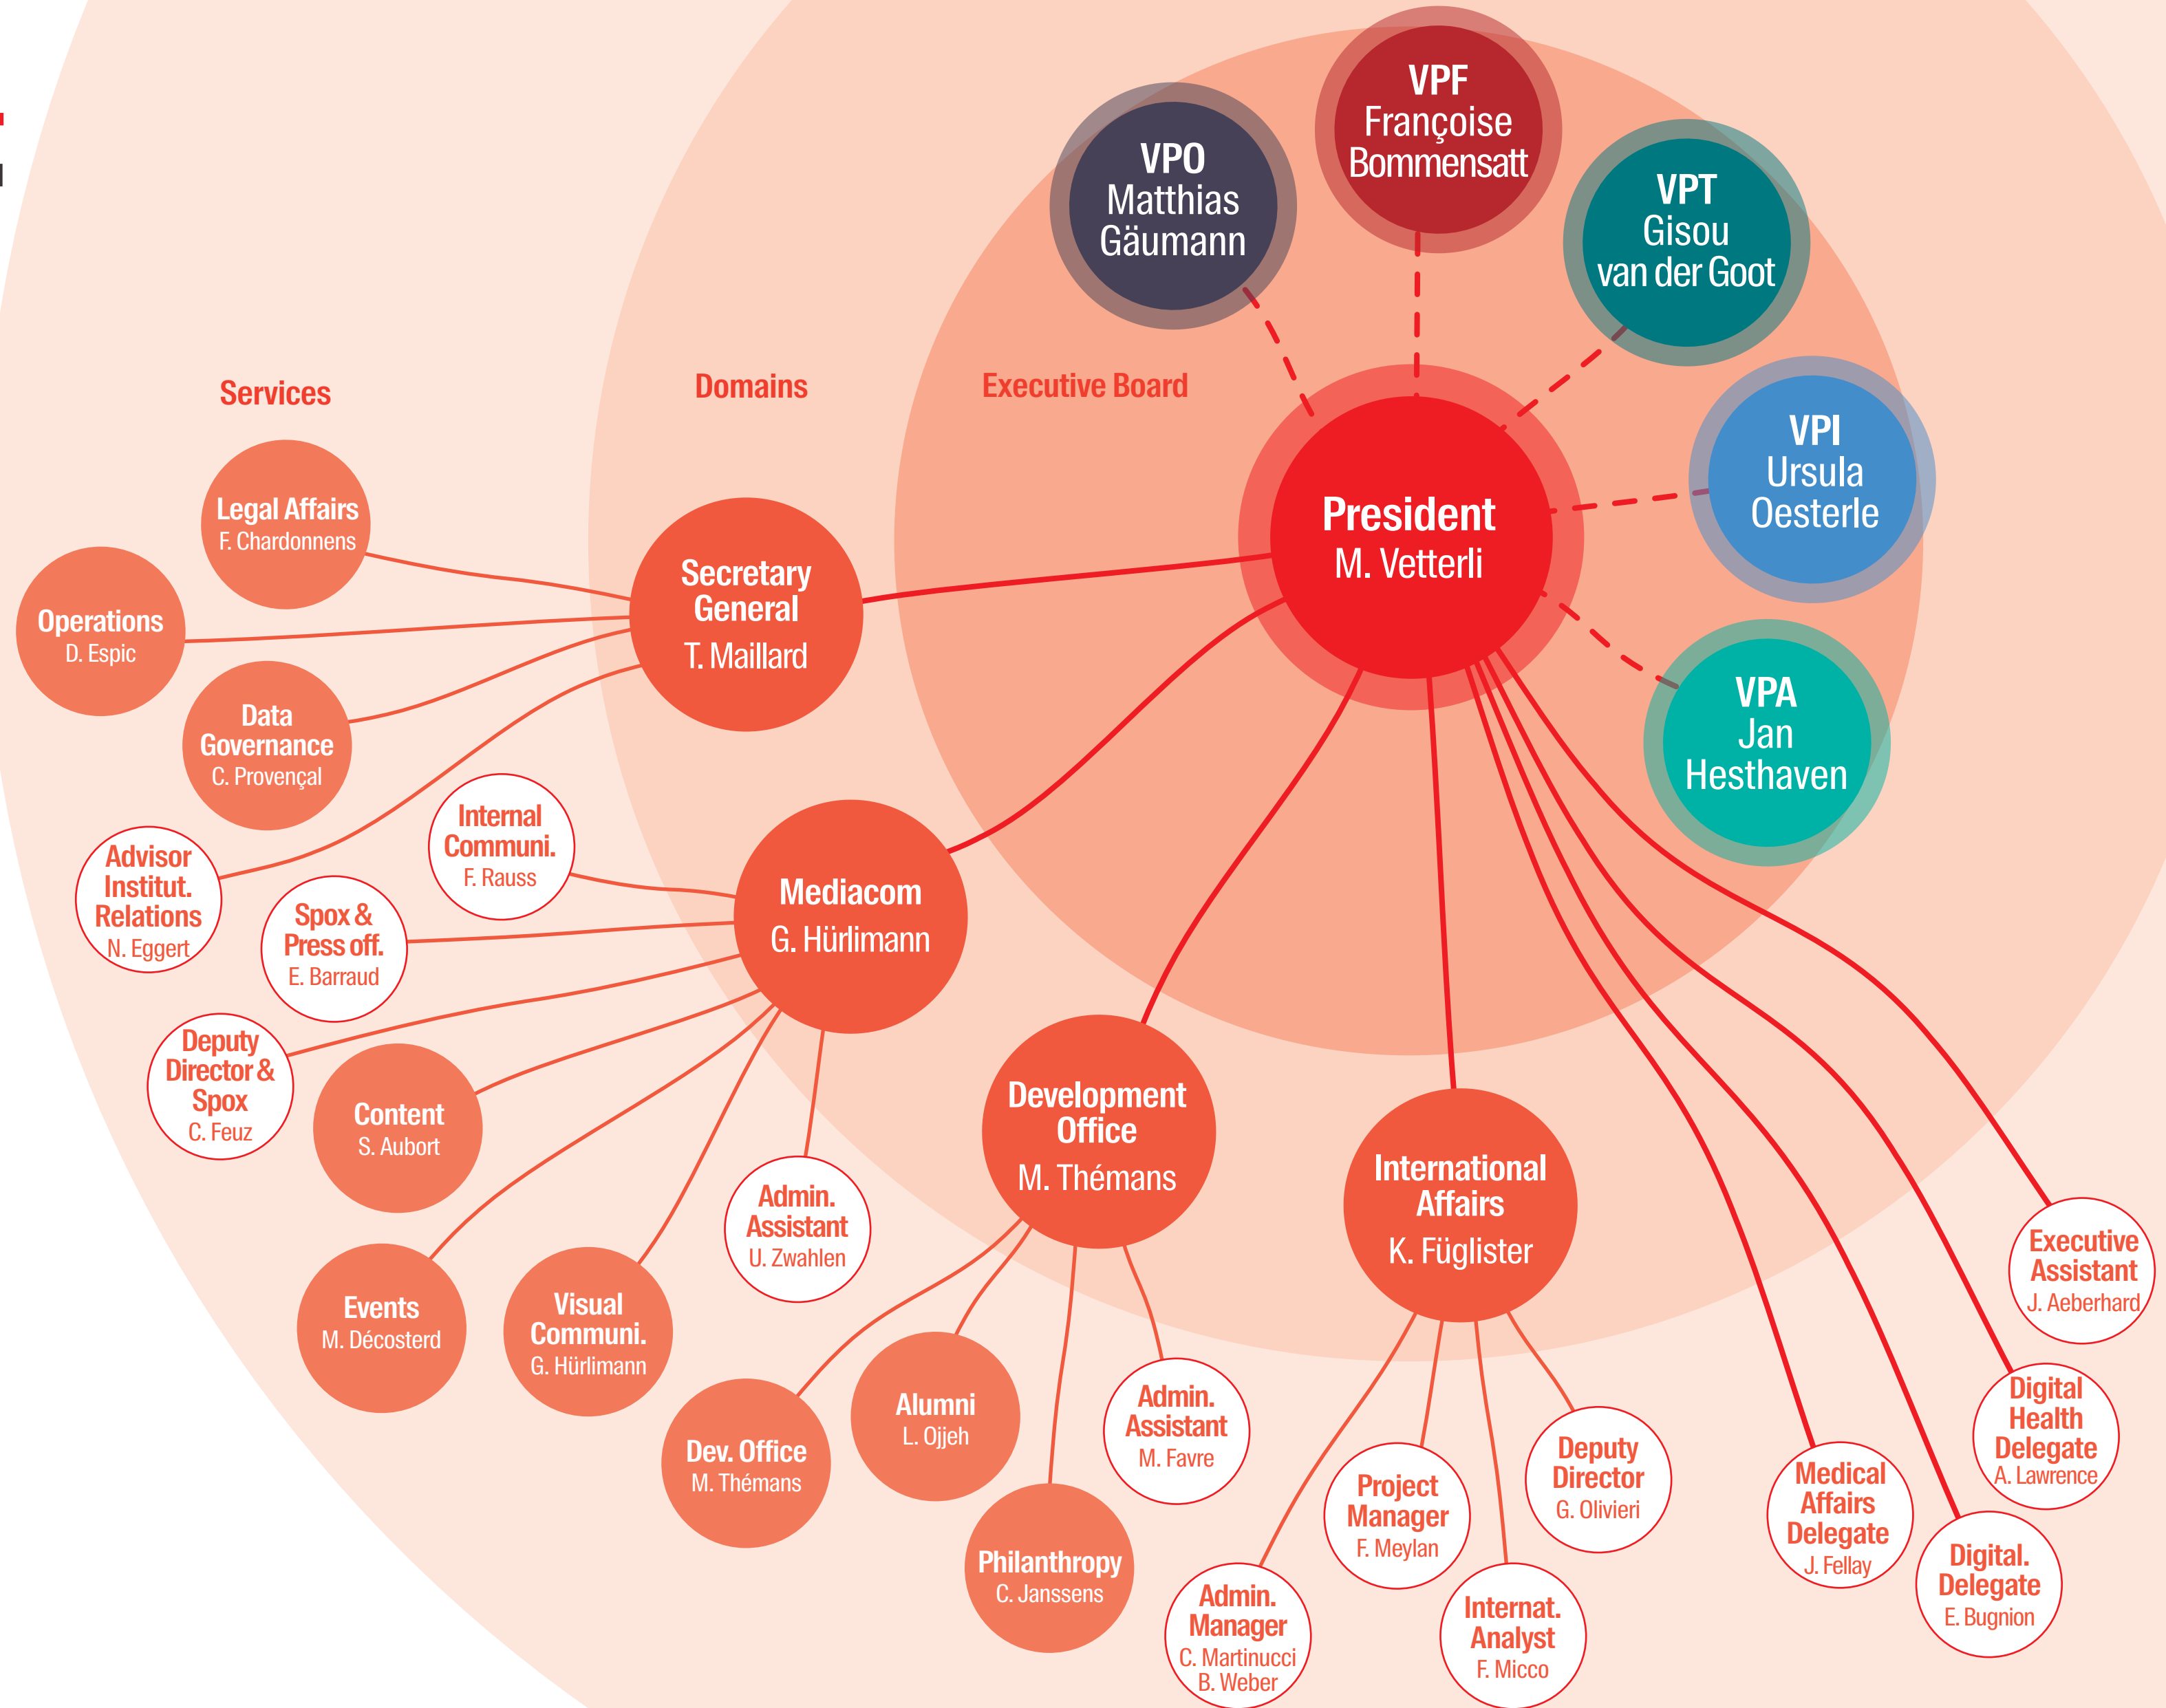 VPF
Françoise
Bommensatt
VPO
Matthias
Gäumann
VPT
Gisou
van der Goot
VPI
Ursula
Oesterle
VPA
Jan
Hesthaven
Services
Domains
Executive Board
President
M. Vetterli
Secretary
General
T. Maillard
Legal Affairs
F. Chardonnens
Operations
D. Espic
Data
Governance
C. Provençal
Advisor
Institut.
Relations
N. Eggert
Mediacom
G. Hürlimann
Internal
Communi.
F. Rauss
Spox &
Press off.
E. Barraud
Deputy
Director &
Spox
C. Feuz
Content
S. Aubort
Events
M. Décosterd
Visual
Communi.
G. Hürlimann
Admin.
Assistant
U. Zwahlen
Development
Office
M. Thémans
Dev. Office
M. Thémans
Alumni
L. Ojjeh
Philanthropy
C. Janssens
Admin.
Assistant
M. Favre
International
Affairs
K. Füglister
Admin.
Manager
C. Martinucci
B. Weber
Project
Manager
F. Meylan
Internat.
Analyst
F. Micco
Deputy
Director
G. Olivieri
Medical
Affairs
Delegate
J. Fellay
Digital.
Delegate
E. Bugnion
Digital
Health
Delegate
A. Lawrence
Executive
Assistant
J. Aeberhard